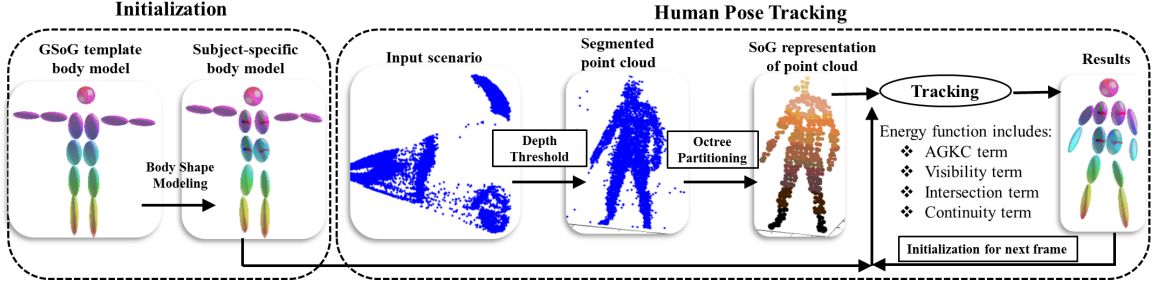 Initialization
Human Pose Tracking
GSoG template
body model
Subject-specific
body model
Body Shape
Modeling
Input scenario
Depth
Threshold
Segmented
point cloud
Octree
Partitioning
SoG representation
of point cloud
Tracking
Energy function includes:
❖ AGKC term
❖ Visibility term
❖ Intersection term
❖ Continuity term
Results
Initialization for next frame